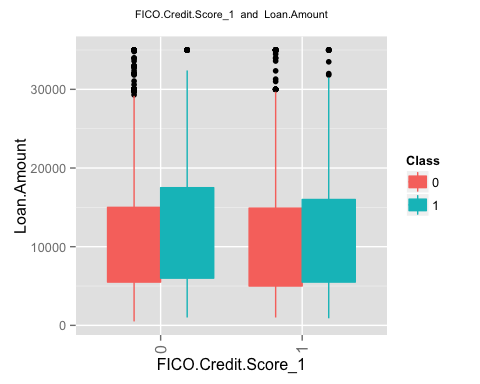 FICO.Credit.Score_1 and Loan.Amount
30000
20000
10000
0
Loan.Amount
0
1
FICO.Credit.Score_1
Class
0
1